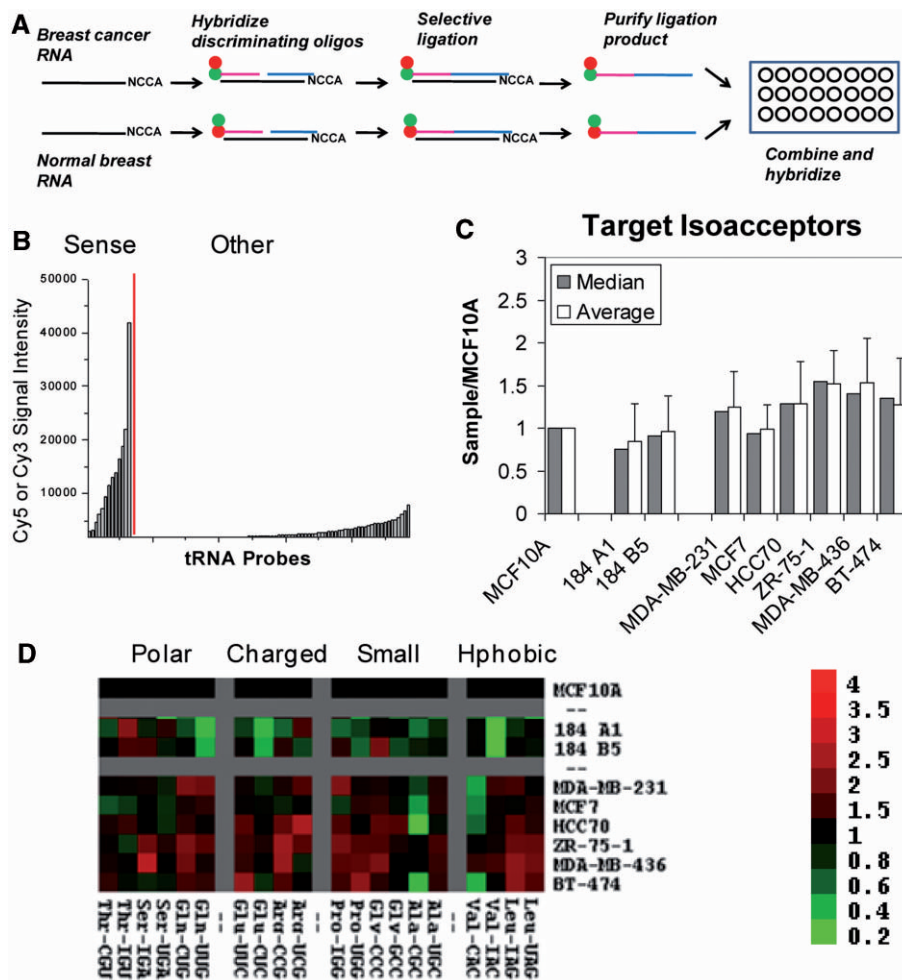 A
Breast cancer
RNA
Hybridize
discriminating oligos
Selective
ligation
Purify ligation
product
NCCA
NCCA
NCCA
NCCA
NCCA
NCCA
Normal breast
RNA
Combine and
hybridize
B
Sense Other
Cy5 or Cy3 Signal Intensity
50000
40000
30000
20000
10000
tRNA Probes
C
Target Isoacceptors
Median
Average
Sample/MCF10A
3
2.5
2
1.5
1
0.5
0
MCF10A
184 A1
184 B5
MDA-MB-231
MCF7
HCC70
ZR-75-1
MDA-MB-436
BT-474
D
Polar Charged Small Hphobic
MCF10A
--
184 A1
184 B5
--
MDA-MB-231
MCF7
HCC70
ZR-75-1
MDA-MB-436
BT-474
Thr-CGU
Thr-IGU
Ser-IGA
Ser-UGA
Gln-CUG
Gln-UUG
--
Glu-UUC
Glu-CUC
Arg-CCG
Arg-UCG
--
Pro-IGG
Pro-UGG
Gly-CCC
Gly-GCC
Ala-CGC
Ala-UGC
--
Val-CAC
Val-IAC
Leu-IAG
Leu-UAG
4
3.5
3
2.5
2
1.5
1
0.8
0.6
0.4
0.2